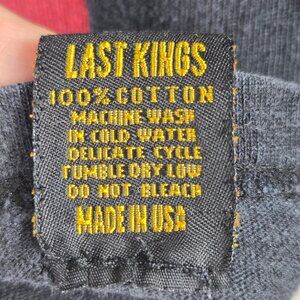 LAST KINGS
100% COTTON
MACHINE WASH
IN COLD WATER
DELICATE CYCLE
TUMBLE DRY LOW
DO NOT BLEACH
MADE IN USA